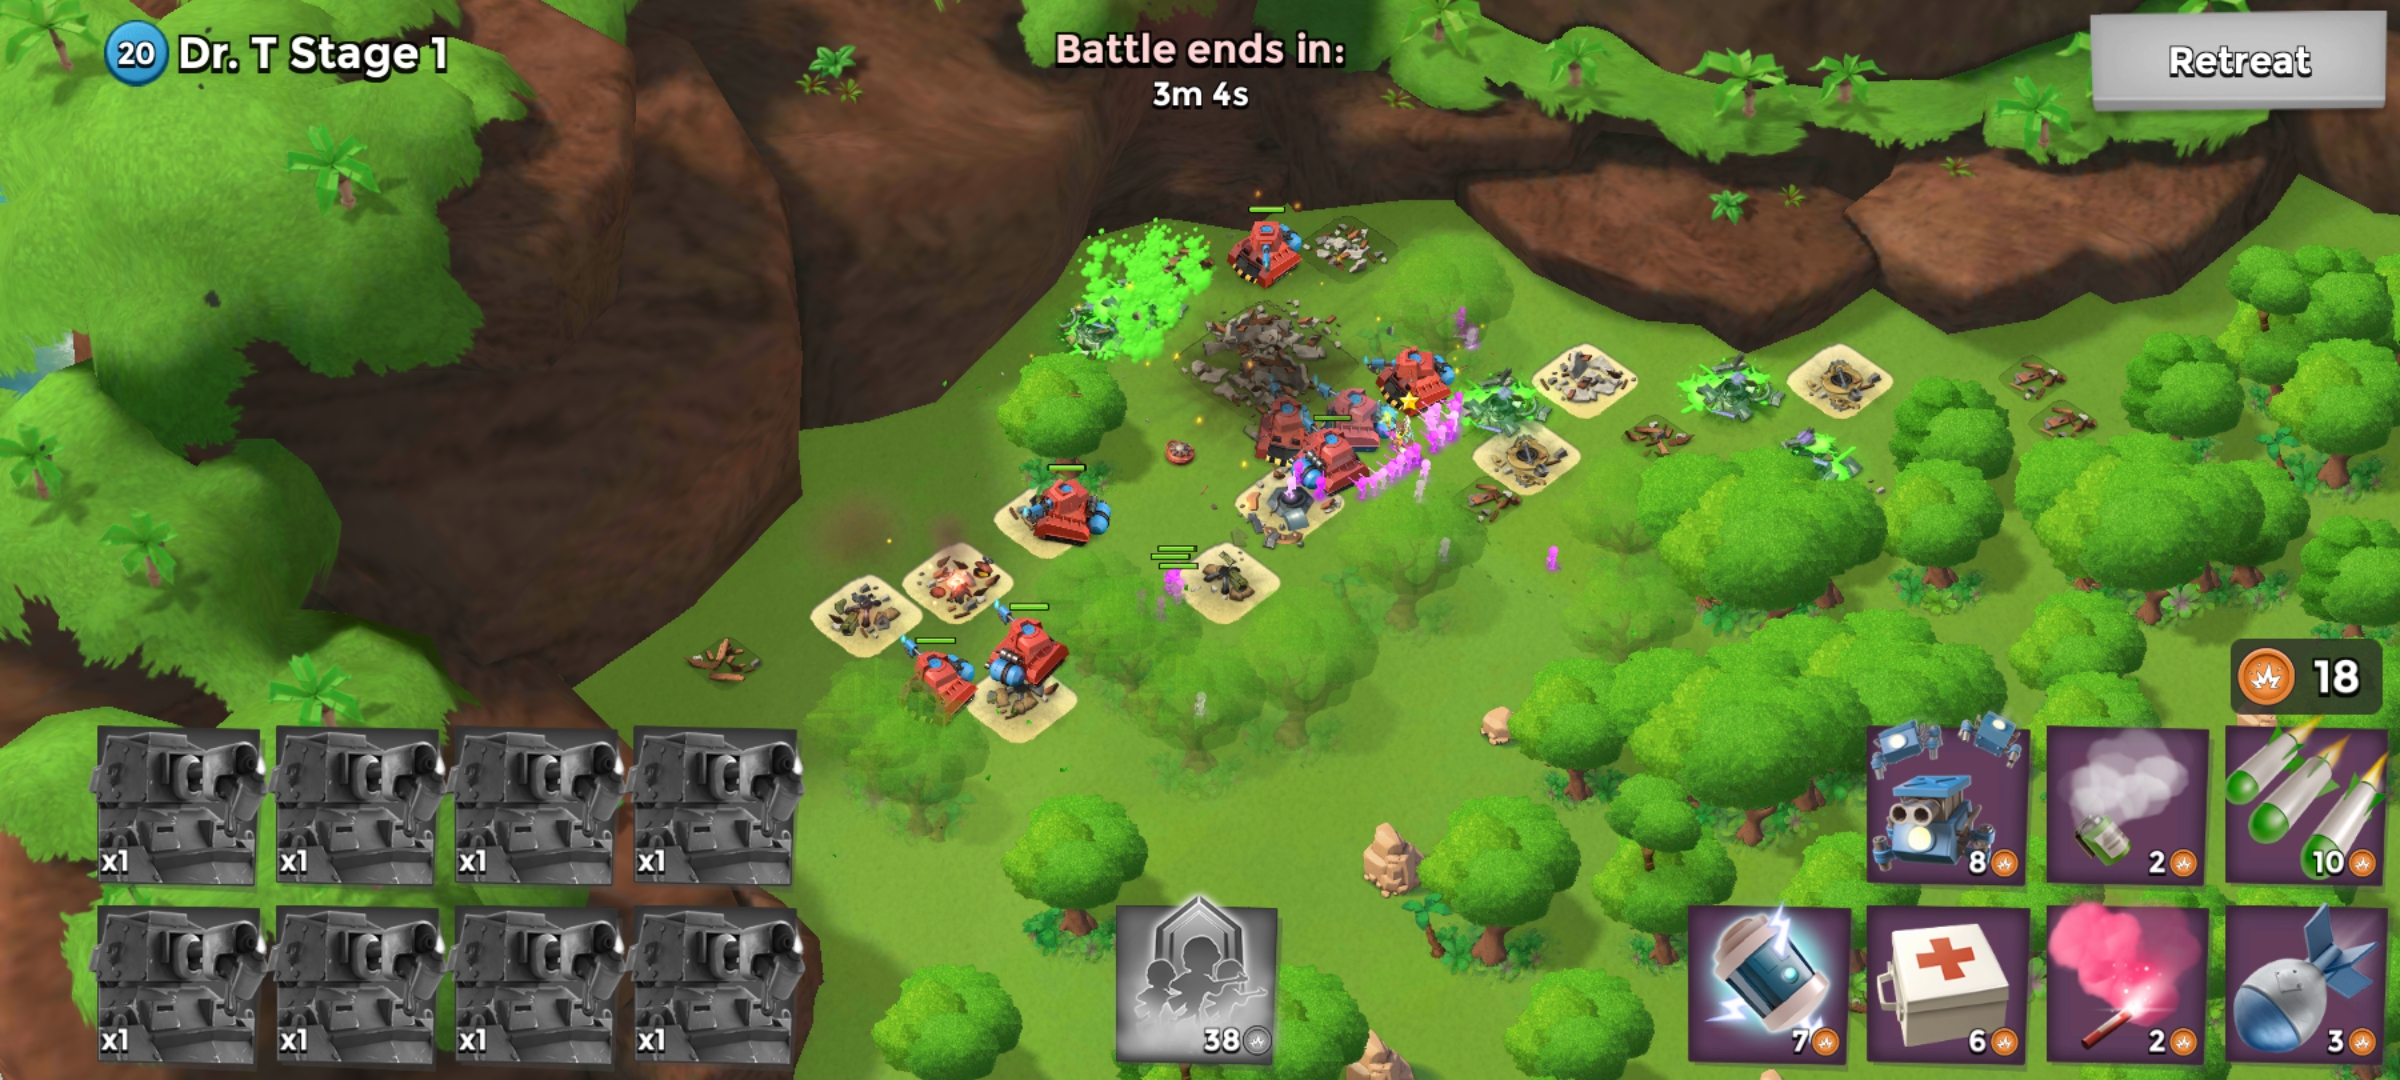 20 Dr. T Stage 1
Battle ends in:
3m 4s
Retreat
18
x1 x1 x1 x1
8 2 10
x1 x1 x1 x1
38
7 6 2 3